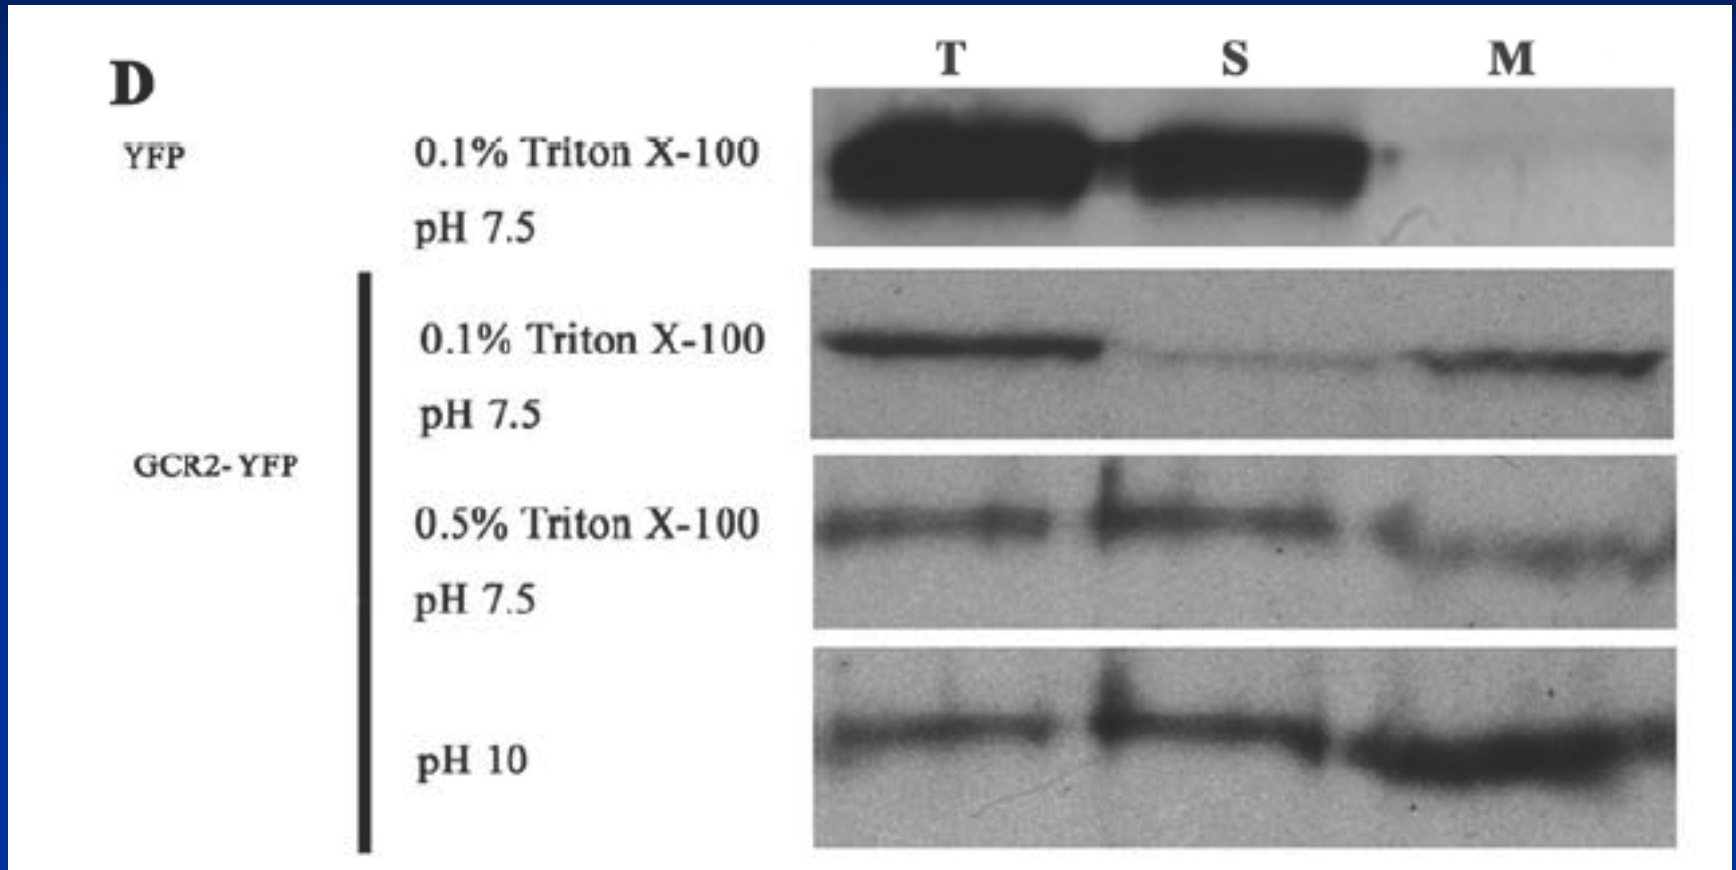 T S M
D
YFP
0.1% Triton X-100
pH 7.5
0.1% Triton X-100
pH 7.5
GCR2-YFP
0.5% Triton X-100
pH 7.5
pH 10